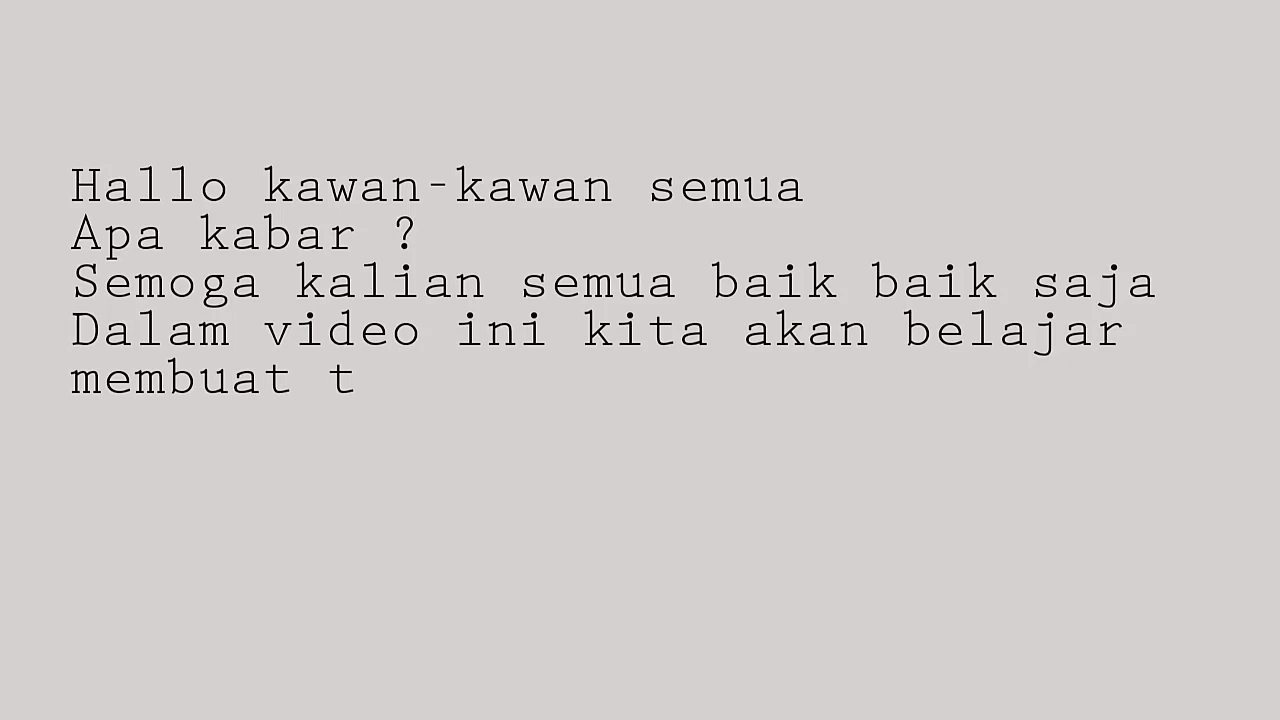 Hallo kawan-kawan semua
Apa kabar ?
Semoga kalian semua baik baik saja
Dalam video ini kita akan belajar
membuat t